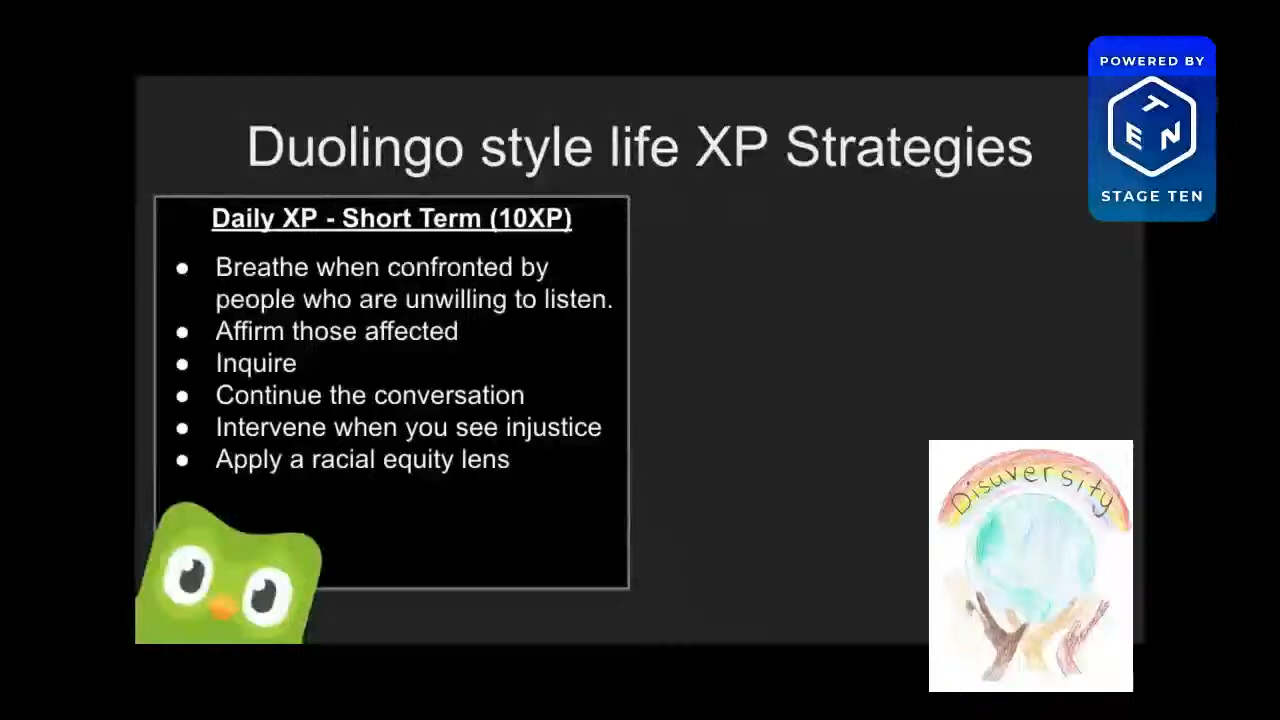 POWERED BY
T
E N
STAGE TEN
Duolingo style life XP Strategies
Daily XP - Short Term (10XP)
● Breathe when confronted by
people who are unwilling to listen.
● Affirm those affected
● Inquire
● Continue the conversation
● Intervene when you see injustice
● Apply a racial equity lens
Disuversity